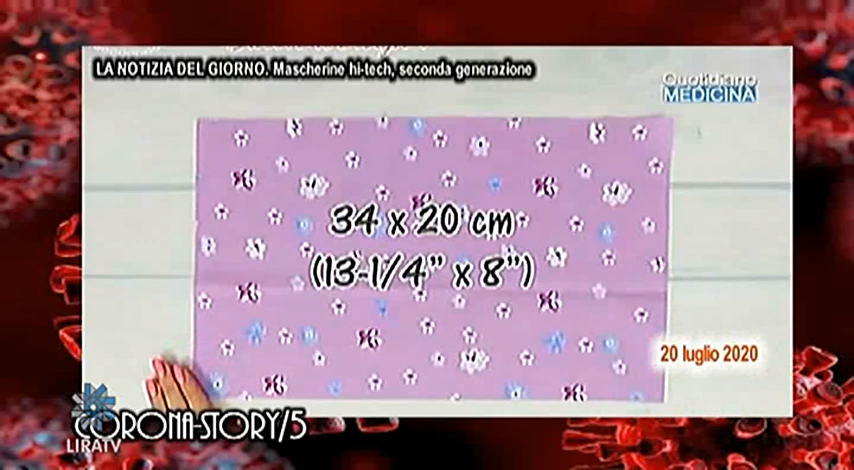 LA NOTIZIA DEL GIORNO. Mascherine hi-tech, seconda generazione
Quotidiano
MEDICINA
34 x 20 cm
(13-1/4” x 8”)
20 luglio 2020
CORONA-STORY/5
LIRATV